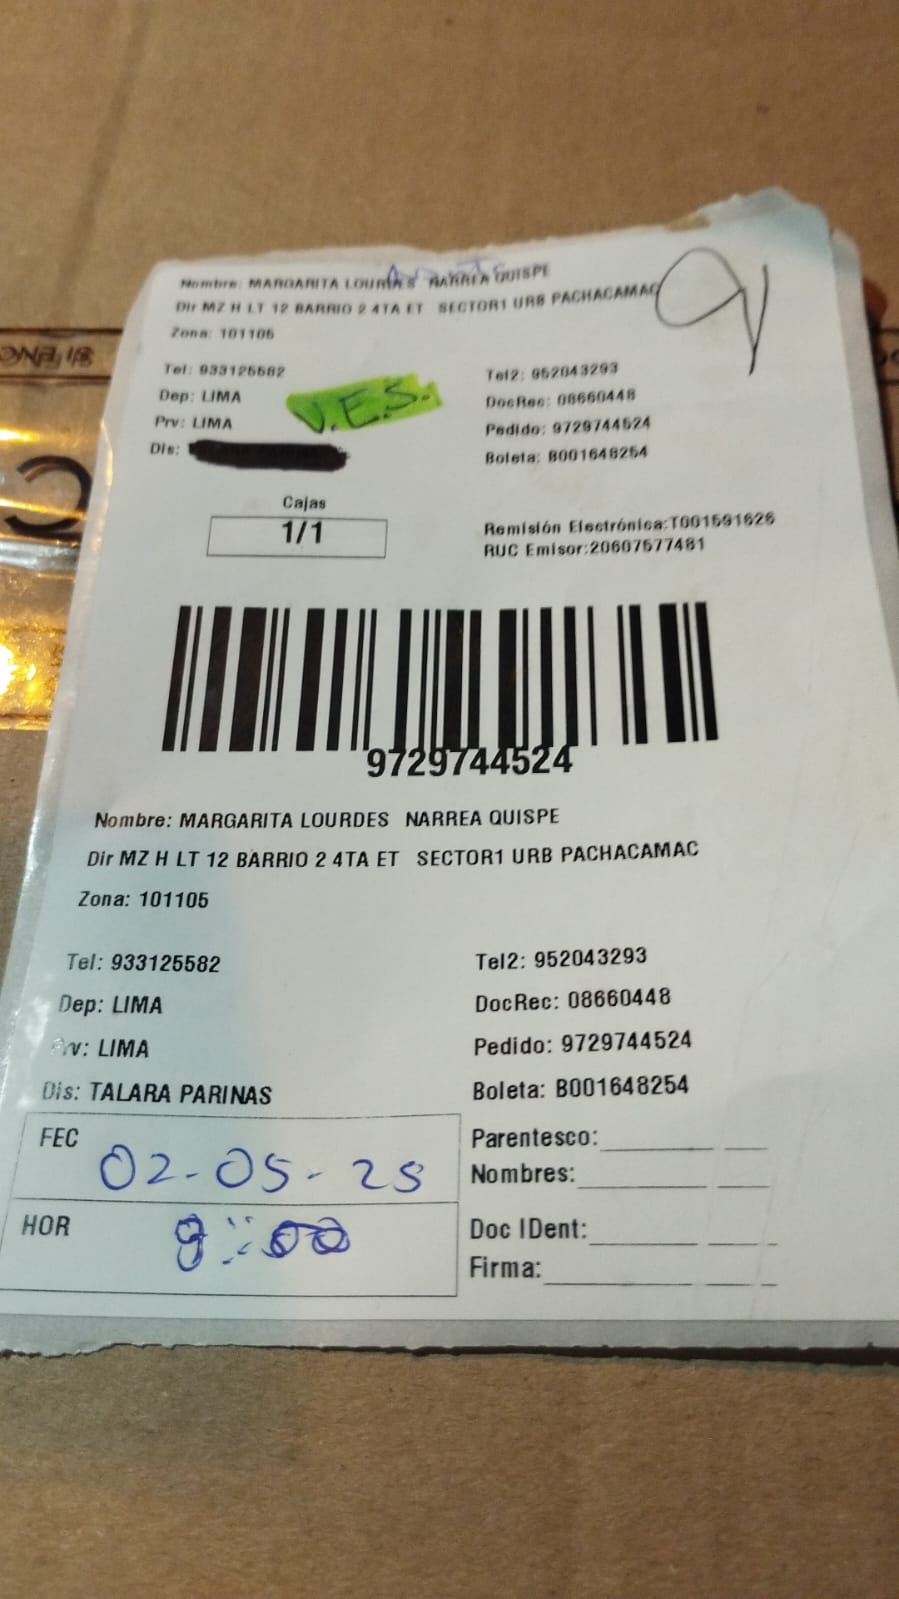 Nombre: MARGARITA LOURDES NARREA QUISPE
Dir MZ H LT 12 BARRIO 2 4TA ET SECTOR1 URB PACHACAMAC
Zona: 101105
Tel: 933125582 Tel2: 952043293
Dep: LIMA V.E.S. DocRec: 08660448
Prv: LIMA Pedido: 9729744524
Dis: Boleta: B001648254
Cajas
1/1
Remisión Electrónica:T001591626
RUC Emisor:20607577481
9729744524
Nombre: MARGARITA LOURDES NARREA QUISPE
Dir MZ H LT 12 BARRIO 2 4TA ET SECTOR1 URB PACHACAMAC
Zona: 101105
Tel: 933125582 Tel2: 952043293
Dep: LIMA DocRec: 08660448
Prv: LIMA Pedido: 9729744524
Dis: TALARA PARINAS Boleta: B001648254
FEC 02-05-25 Parentesco:
Nombres:
HOR 9:00 Doc IDent:
Firma: